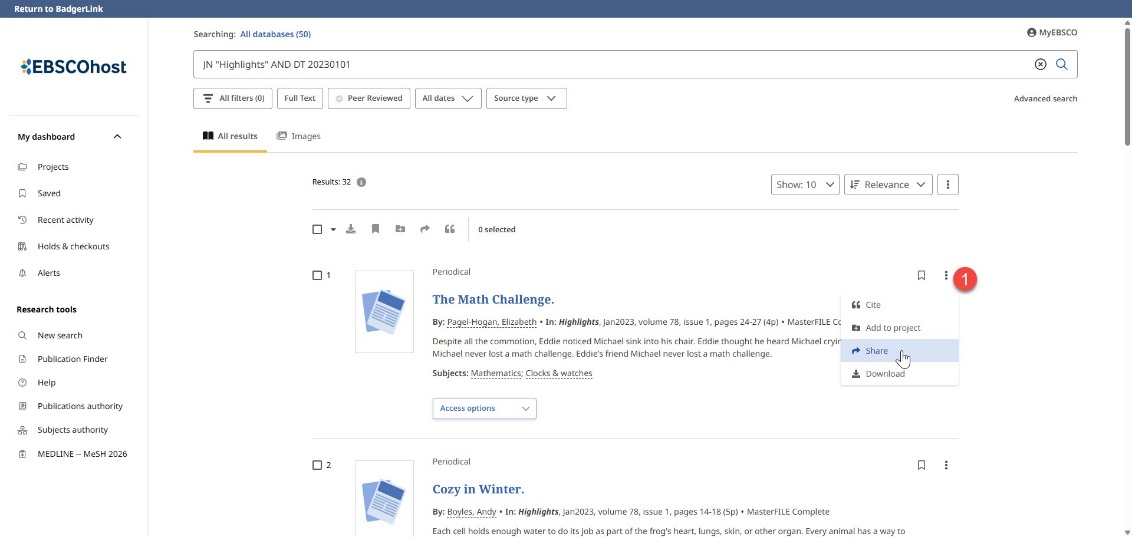 Return to BadgerLink
Searching: All databases (50)
MyEBSCO
EBSCOhost
JN "Highlights" AND DT 20230101
All filters (0) Full Text Peer Reviewed All dates Source type Advanced search
My dashboard
All results Images
Projects
Saved
Recent activity
Holds & checkouts
Alerts
Research tools
New search
Publication Finder
Help
Publications authority
Subjects authority
MEDLINE -- MeSH 2026
Results: 32
Show: 10 Relevance
0 selected
1
Periodical
1
The Math Challenge.
By: Pagel-Hogan, Elizabeth • In: Highlights, Jan2023, volume 78, issue 1, pages 24-27 (4p) • MasterFILE Co
Despite all the commotion, Eddie noticed Michael sink into his chair. Eddie thought he heard Michael cryin
Michael never lost a math challenge. Eddie's friend Michael never lost a math challenge.
Subjects: Mathematics; Clocks & watches
Access options
Cite
Add to project
Share
Download
2
Periodical
Cozy in Winter.
By: Boyles, Andy • In: Highlights, Jan2023, volume 78, issue 1, pages 14-18 (5p) • MasterFILE Complete
Each cell holds enough water to do its job as part of the frog's heart, lungs, skin, or other organ. Every animal has a way to